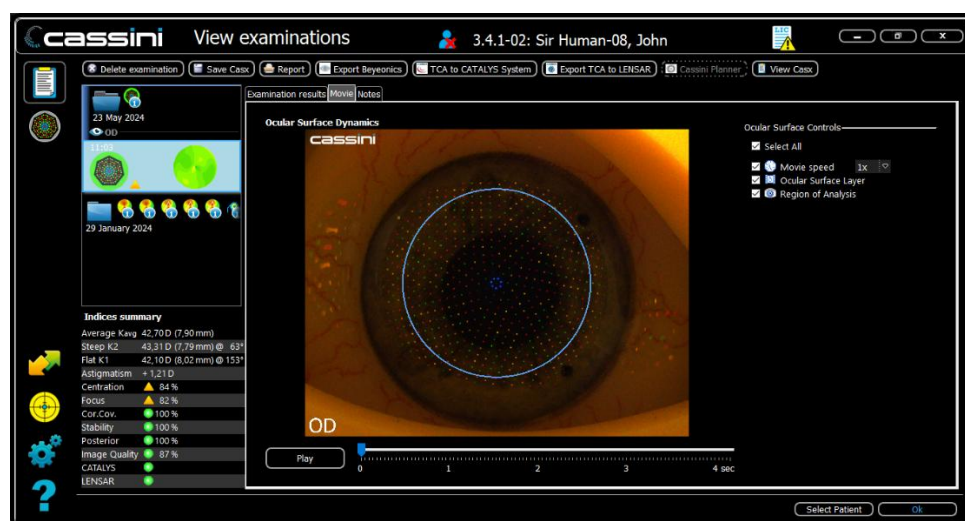 cassini View examinations 3.4.1-02: Sir Human-08, John LIC
Delete examination Save Casx Report Export Beyeonics TCA to CATALYS System Export TCA to LENSAR Cassini Planner View Casx
23 May 2024
OD
11:03
29 January 2024
Indices summary
Average Kavg 42,70 D (7,90 mm)
Steep K2 43,31 D (7,79 mm) @ 63°
Flat K1 42,10 D (8,02 mm) @ 153°
Astigmatism + 1,21 D
Centration 84 %
Focus 82 %
Cor.Cov. 100 %
Stability 100 %
Posterior 100 %
Image Quality 87 %
CATALYS
LENSAR
Examination results Movie Notes
Ocular Surface Dynamics
cassini
OD
Play
0 1 2 3 4 sec
Ocular Surface Controls
Select All
Movie speed 1x
Ocular Surface Layer
Region of Analysis
Select Patient Ok